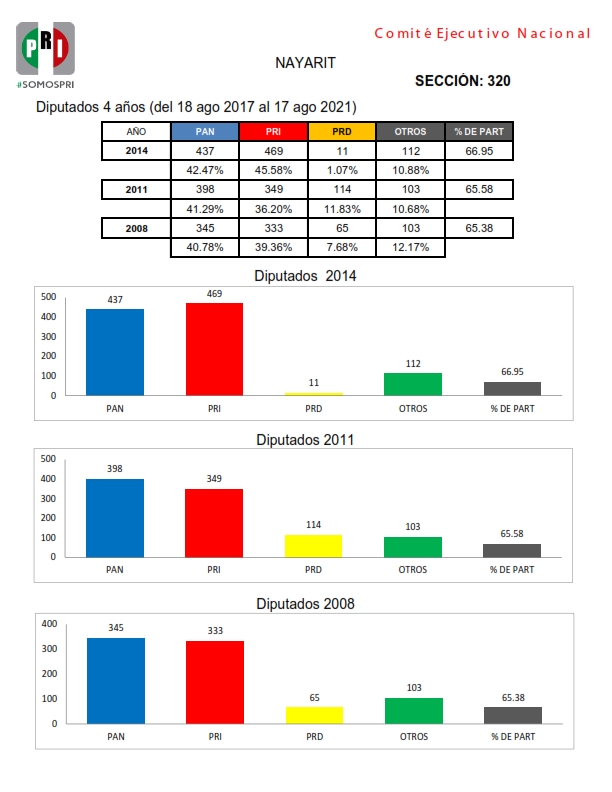 Comité Ejecutivo Nacional
PRI
#SOMOSPRI
NAYARIT
SECCIÓN: 320
Diputados 4 años (del 18 ago 2017 al 17 ago 2021)
AÑO PAN PRI PRD OTROS % DE PART
2014 437 469 11 112 66.95
42.47% 45.58% 1.07% 10.88%
2011 398 349 114 103 65.58
41.29% 36.20% 11.83% 10.68%
2008 345 333 65 103 65.38
40.78% 39.36% 7.68% 12.17%
Diputados 2014
500
400
300
200
100
0
437 469 11 112 66.95
PAN PRI PRD OTROS % DE PART
Diputados 2011
500
400
300
200
100
0
398 349 114 103 65.58
PAN PRI PRD OTROS % DE PART
Diputados 2008
400
300
200
100
0
345 333 65 103 65.38
PAN PRI PRD OTROS % DE PART